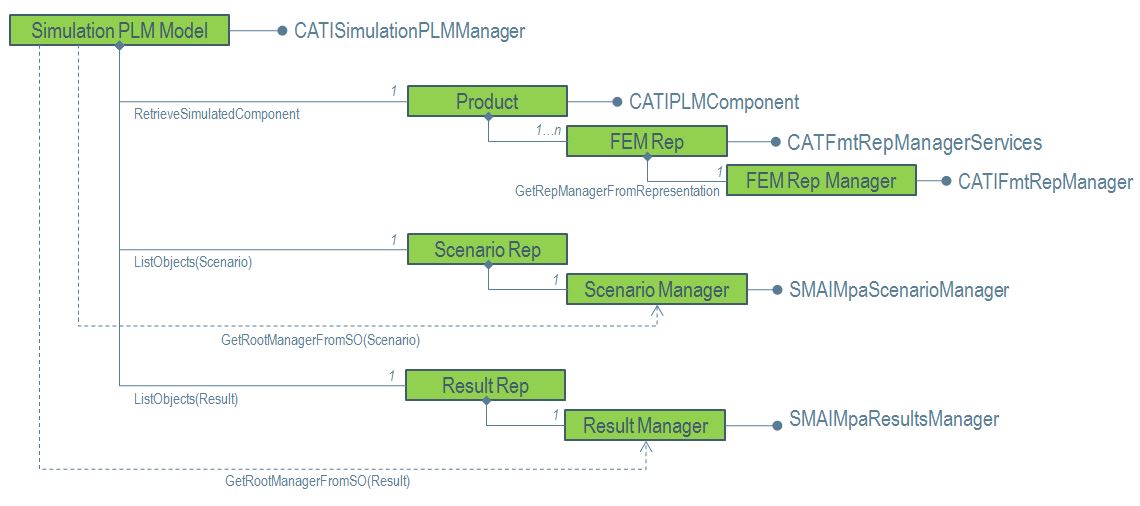 Simulation PLM Model
CATISimulationPLMManager
1
Product
CATIPLMComponent
RetrieveSimulatedComponent
1...n
FEM Rep
CATFmtRepManagerServices
1
FEM Rep Manager
CATIFmtRepManager
GetRepManagerFromRepresentation
1
Scenario Rep
ListObjects(Scenario)
1
Scenario Manager
SMAIMpaScenarioManager
GetRootManagerFromSO(Scenario)
1
Result Rep
ListObjects(Result)
1
Result Manager
SMAIMpaResultsManager
GetRootManagerFromSO(Result)